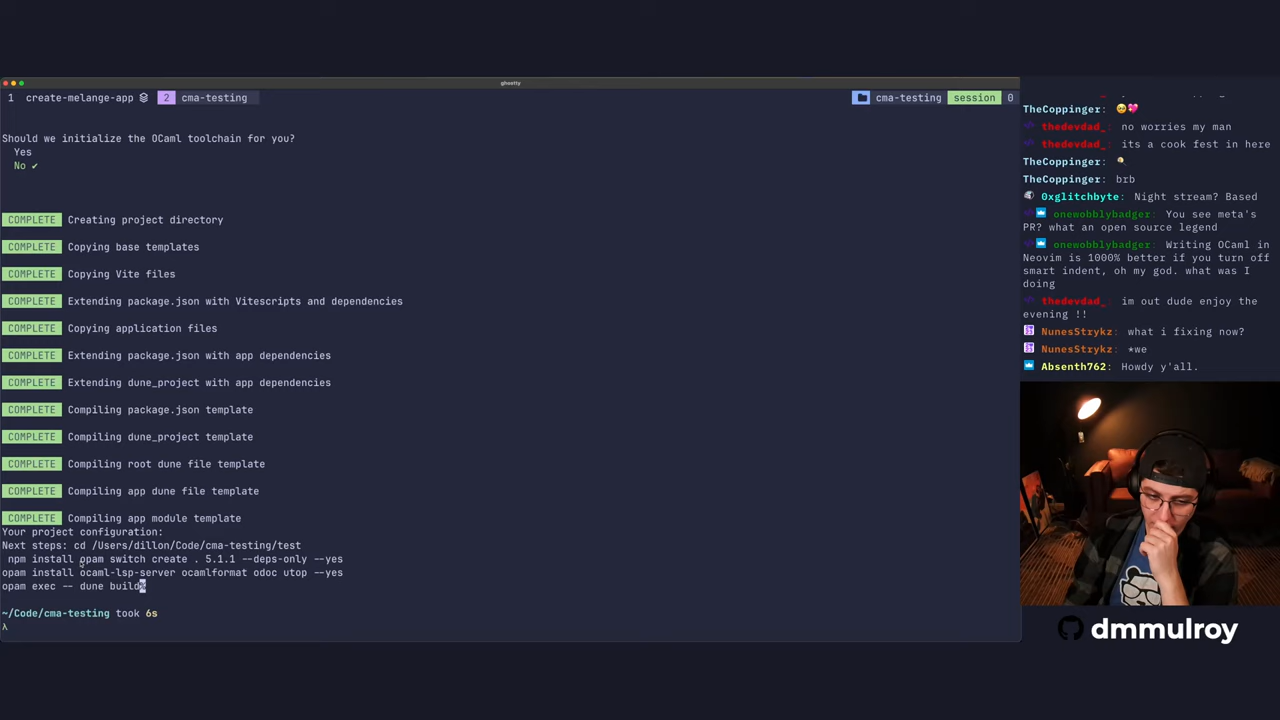 ghostty
1 create-melange-app 2 cma-testing cma-testing session 0
Should we initialize the OCaml toolchain for you?
Yes
No ✔
COMPLETE Creating project directory
COMPLETE Copying base templates
COMPLETE Copying Vite files
COMPLETE Extending package.json with Vitescripts and dependencies
COMPLETE Copying application files
COMPLETE Extending package.json with app dependencies
COMPLETE Extending dune_project with app dependencies
COMPLETE Compiling package.json template
COMPLETE Compiling dune_project template
COMPLETE Compiling root dune file template
COMPLETE Compiling app dune file template
COMPLETE Compiling app module template
Your project configuration:
Next steps: cd /Users/dillon/Code/cma-testing/test
npm install opam switch create . 5.1.1 --deps-only --yes
opam install ocaml-lsp-server ocamlformat odoc utop --yes
opam exec -- dune build%
~/Code/cma-testing took 6s
λ
TheCoppinger: 🥺💖
thedevdad_: no worries my man
thedevdad_: its a cook fest in here
TheCoppinger:
TheCoppinger: brb
0xglitchbyte: Night stream? Based
onewobblybadger: You see meta's
PR? what an open source legend
onewobblybadger: Writing OCaml in
Neovim is 1000% better if you turn off
smart indent, oh my god. what was I
doing
thedevdad_: im out dude enjoy the
evening !!
NunesStrykz: what i fixing now?
NunesStrykz: *we
Absenth762: Howdy y'all.
dmmulroy